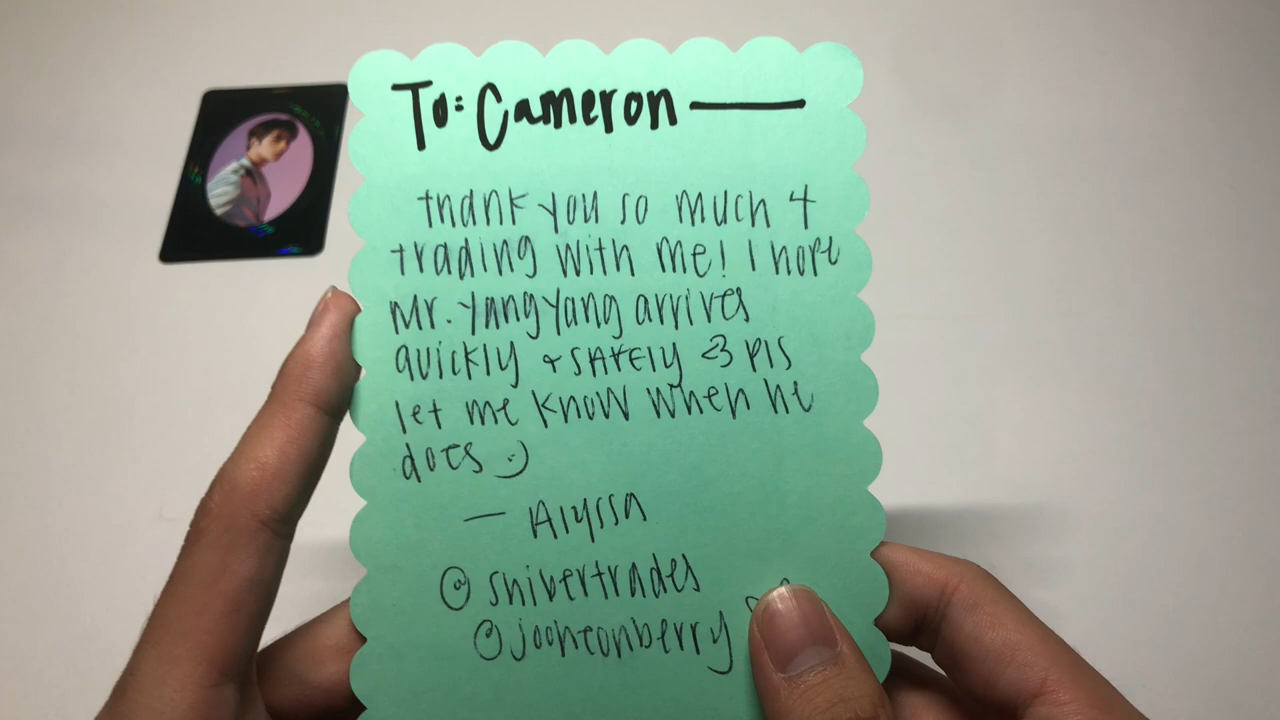 To: Cameron —
thank you so much 4
trading with me! I hope
Mr. Yangyang arrives
quickly + SAFELY <3 pls
let me know when he
does :)
— Alyssa
@shibertrades
@jooheonberry